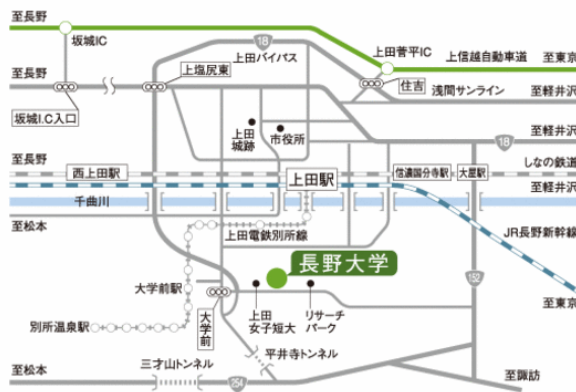 至長野
坂城IC
上田菅平IC
上信越自動車道
至東京
18
上田バイパス
上塩尻東
至長野
住吉
浅間サンライン
至軽井沢
坂城I.C入口
上田
城跡
市役所
至軽井沢
18
至長野
しなの鉄道
西上田駅
上田駅
信濃国分寺駅
大屋駅
至軽井沢
千曲川
至松本
上田電鉄別所線
JR長野新幹線
長野大学
152
大学前駅
大学前
上田
女子短大
リサーチ
パーク
至東京
別所温泉駅
平井寺トンネル
至松本
三才山トンネル
254
至諏訪